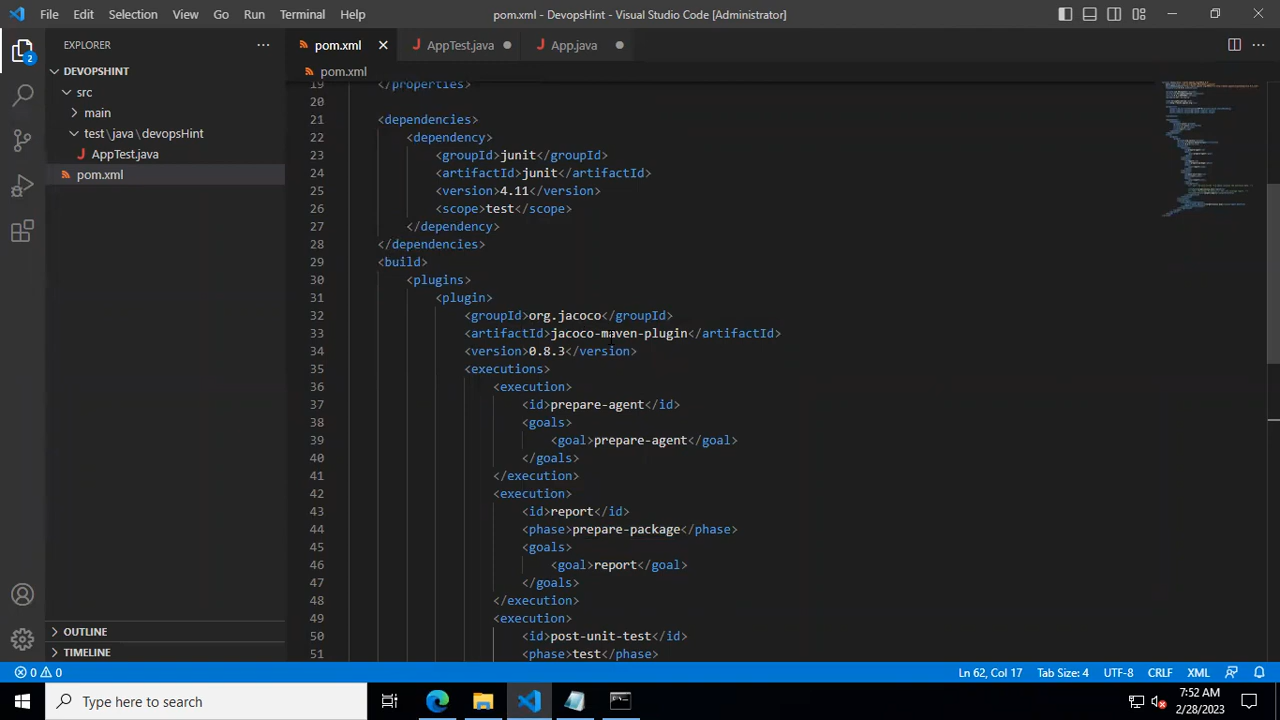 File Edit Selection View Go Run Terminal Help
pom.xml - DevopsHint - Visual Studio Code [Administrator]
EXPLORER
DEVOPSHINT
src
main
test\java\devopsHint
AppTest.java
pom.xml
OUTLINE
TIMELINE
2
pom.xml
AppTest.java
App.java
pom.xml
19 </properties>
20
21 <dependencies>
22 <dependency>
23 <groupId>junit</groupId>
24 <artifactId>junit</artifactId>
25 <version>4.11</version>
26 <scope>test</scope>
27 </dependency>
28 </dependencies>
29 <build>
30 <plugins>
31 <plugin>
32 <groupId>org.jacoco</groupId>
33 <artifactId>jacoco-maven-plugin</artifactId>
34 <version>0.8.3</version>
35 <executions>
36 <execution>
37 <id>prepare-agent</id>
38 <goals>
39 <goal>prepare-agent</goal>
40 </goals>
41 </execution>
42 <execution>
43 <id>report</id>
44 <phase>prepare-package</phase>
45 <goals>
46 <goal>report</goal>
47 </goals>
48 </execution>
49 <execution>
50 <id>post-unit-test</id>
51 <phase>test</phase>
0 0 Ln 62, Col 17 Tab Size: 4 UTF-8 CRLF XML
Type here to search
7:52 AM
2/28/2023